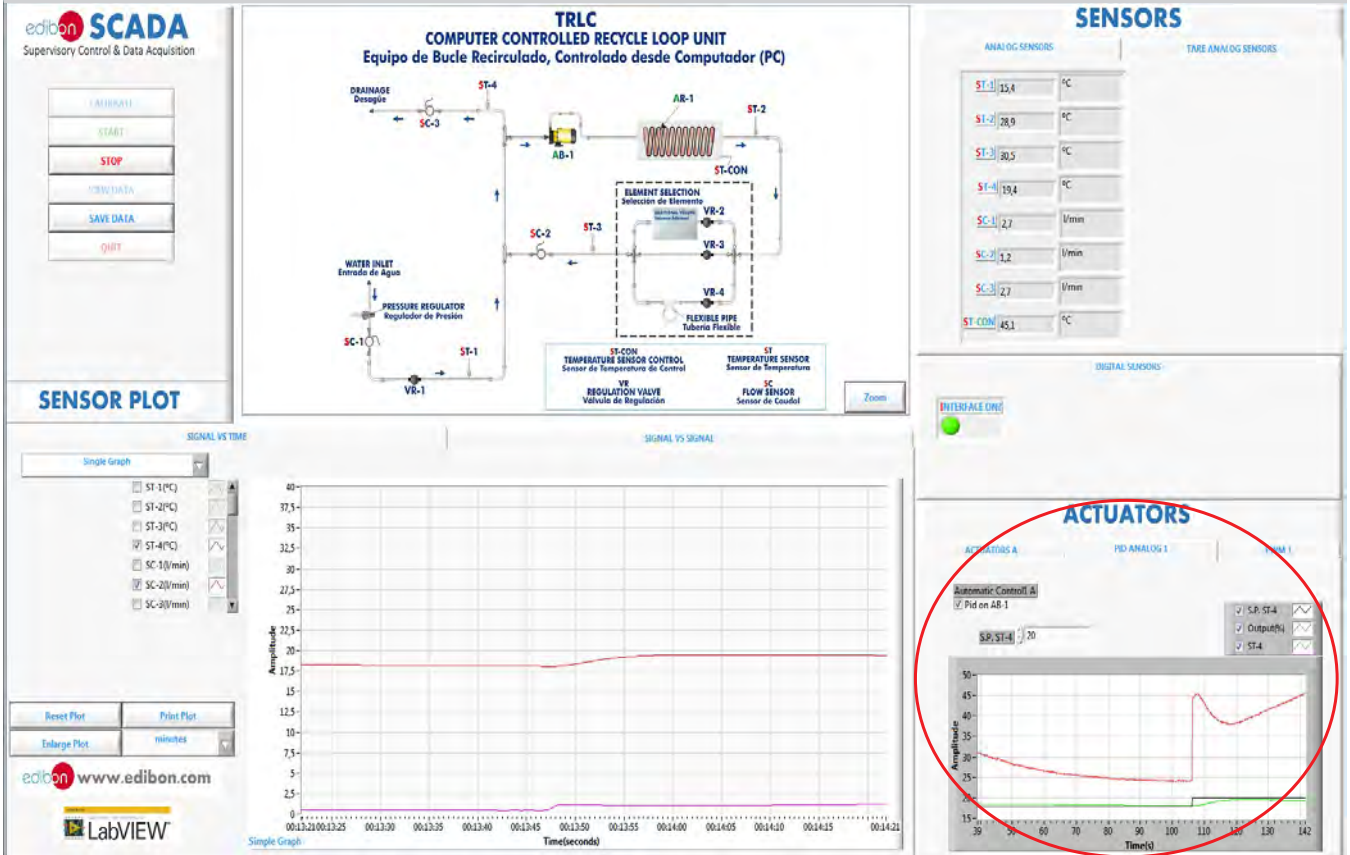 edibon SCADA
Supervisory Control & Data Acquisition
CALIBRATE
START
STOP
VIEW DATA
SAVE DATA
QUIT
TRLC
COMPUTER CONTROLLED RECYCLE LOOP UNIT
Equipo de Bucle Recirculado, Controlado desde Computador (PC)
DRAINAGE
Desagüe
ST-4
SC-3
AB-1
AR-1
ST-2
ST-CON
ELEMENT SELECTION
Selección de Elemento
VR-2
VR-3
VR-4
FLEXIBLE PIPE
Tubería Flexible
SC-2
ST-3
WATER INLET
Entrada de Agua
PRESSURE REGULATOR
Regulador de Presión
SC-1
VR-1
ST-1
ST-CON
TEMPERATURE SENSOR CONTROL
Sensor de Temperatura de Control
ST
TEMPERATURE SENSOR
Sensor de Temperatura
VR
REGULATION VALVE
Válvula de Regulación
SC
FLOW SENSOR
Sensor de Caudal
Zoom
SENSORS
ANALOG SENSORS
TARE ANALOG SENSORS
ST-1 15,4 ºC
ST-2 28,9 ºC
ST-3 30,5 ºC
ST-4 19,4 ºC
SC-1 2,7 l/min
SC-2 1,2 l/min
SC-3 2,7 l/min
ST-CON 45,1 ºC
DIGITAL SENSORS
INTERFACE ON?
SENSOR PLOT
SIGNAL VS TIME
SIGNAL VS SIGNAL
Single Graph
ST-1(ºC)
ST-2(ºC)
ST-3(ºC)
ST-4(ºC)
SC-1(l/min)
SC-2(l/min)
SC-3(l/min)
Reset Plot
Print Plot
Enlarge Plot
minutes
edibon www.edibon.com
LabVIEW
Amplitude
40
37,5
35
32,5
30
27,5
25
22,5
20
17,5
15
12,5
10
7,5
5
2,5
0
00:13:21 00:13:25 00:13:30 00:13:35 00:13:40 00:13:45 00:13:50 00:13:55 00:14:00 00:14:05 00:14:10 00:14:15 00:14:21
Single Graph
Time(seconds)
ACTUATORS
ACTUATORS A
PID ANALOG 1
PWM 1
Automatic Control1 A
Pid on AB-1
S.P. ST-4 20
S.P. ST-4
Output(%)
ST-4
Amplitude
50
45
40
35
30
25
20
15
39 50 60 70 80 90 100 110 120 130 142
Time(s)